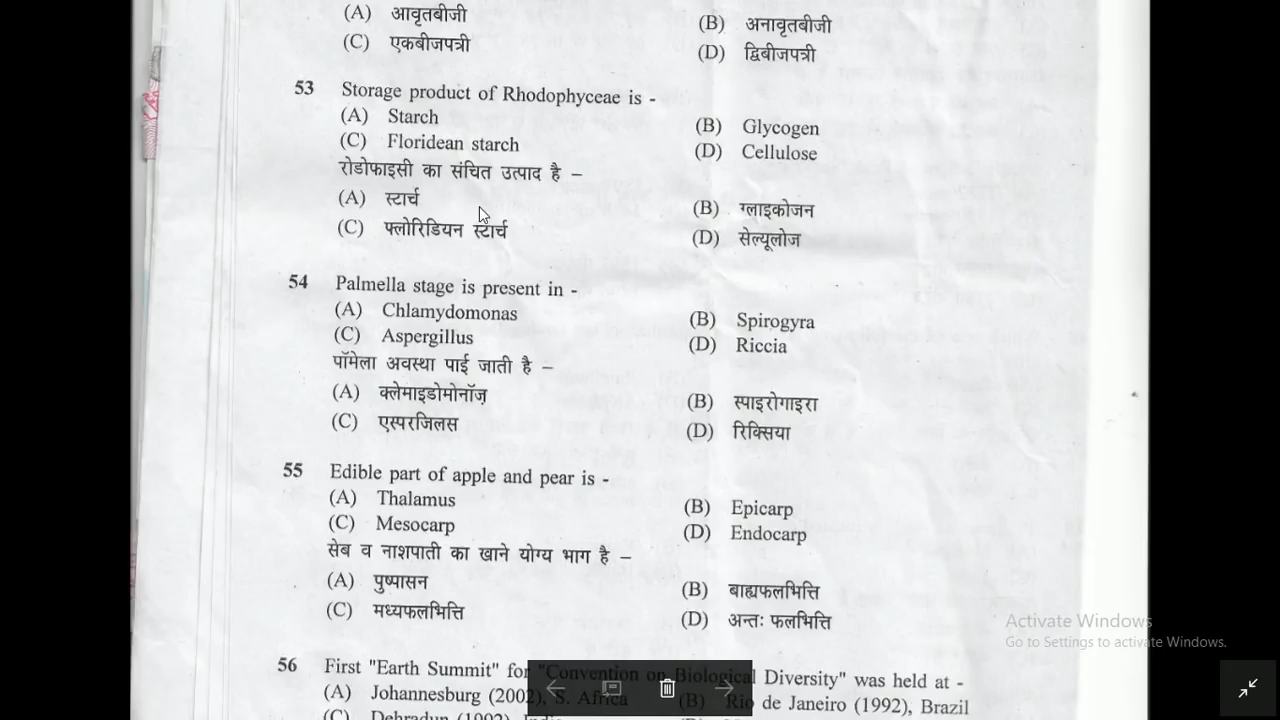 (A) आवृतबीजी (B) अनावृतबीजी
(C) एकबीजपत्री (D) द्विबीजपत्री
53 Storage product of Rhodophyceae is -
(A) Starch (B) Glycogen
(C) Floridean starch (D) Cellulose
रोडोफाइसी का संचित उत्पाद है –
(A) स्टार्च (B) ग्लाइकोजन
(C) फ्लोरिडियन स्टार्च (D) सेल्यूलोज
54 Palmella stage is present in -
(A) Chlamydomonas (B) Spirogyra
(C) Aspergillus (D) Riccia
पॉमेला अवस्था पाई जाती है –
(A) क्लेमाइडोमोनॉज़ (B) स्पाइरोगाइरा
(C) एस्परजिलस (D) रिक्सिया
55 Edible part of apple and pear is -
(A) Thalamus (B) Epicarp
(C) Mesocarp (D) Endocarp
सेब व नाशपाती का खाने योग्य भाग है –
(A) पुष्पासन (B) बाह्यफलभित्ति
(C) मध्यफलभित्ति (D) अन्तः फलभित्ति
Activate Windows
Go to Settings to activate Windows.
56 First "Earth Summit" for "Convention on Biological Diversity" was held at -
(A) Johannesburg (2002), S. Africa (B) Rio de Janeiro (1992), Brazil
(C) Dehradun (1992),